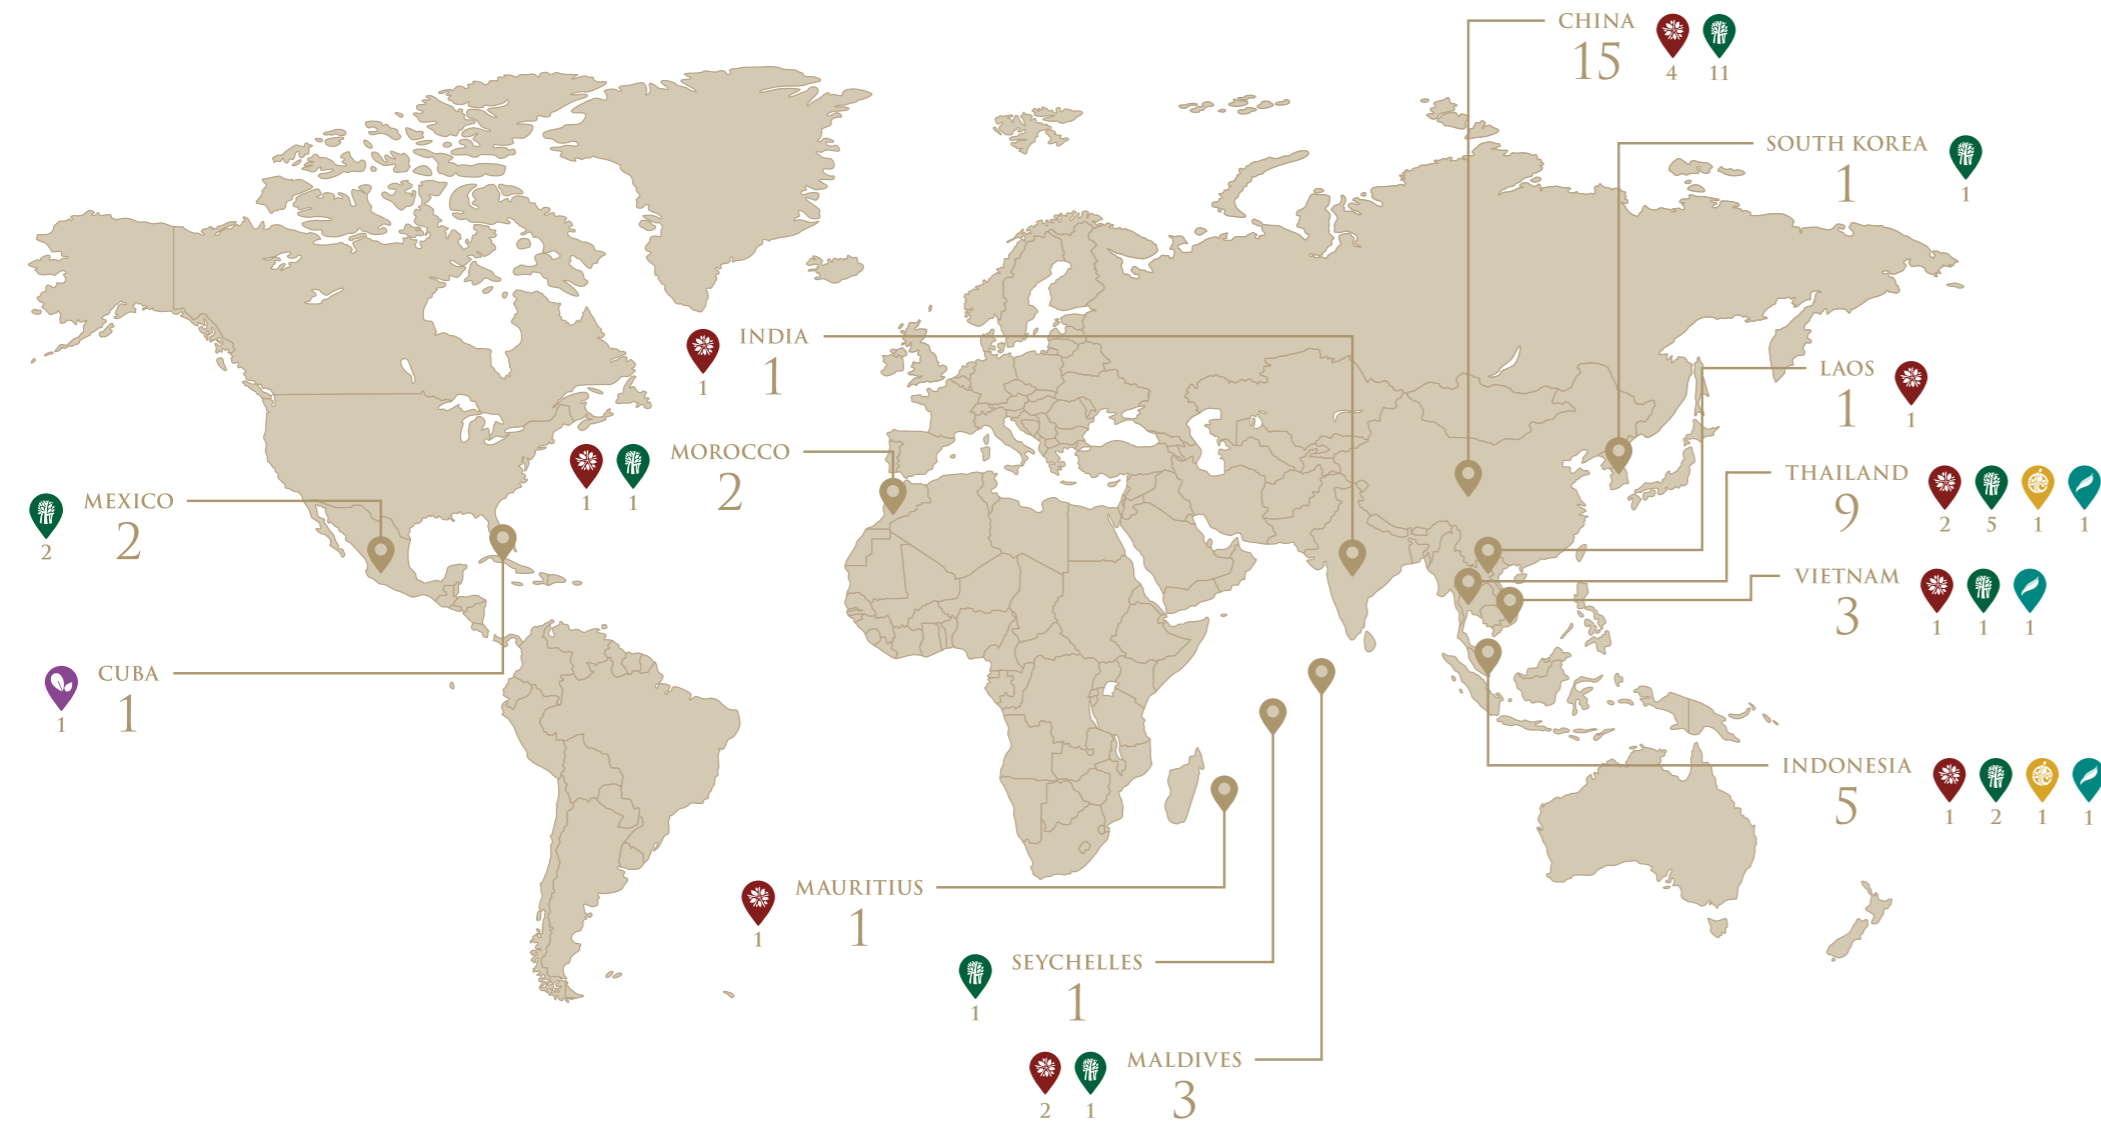 CHINA
15
4 11
SOUTH KOREA
1
1
INDIA
1
1
LAOS
1
1
MOROCCO
2
1 1
THAILAND
9
2 5 1 1
MEXICO
2
2
VIETNAM
3
1 1 1
CUBA
1
1
INDONESIA
5
1 2 1 1
MAURITIUS
1
1
SEYCHELLES
1
1
MALDIVES
3
2 1